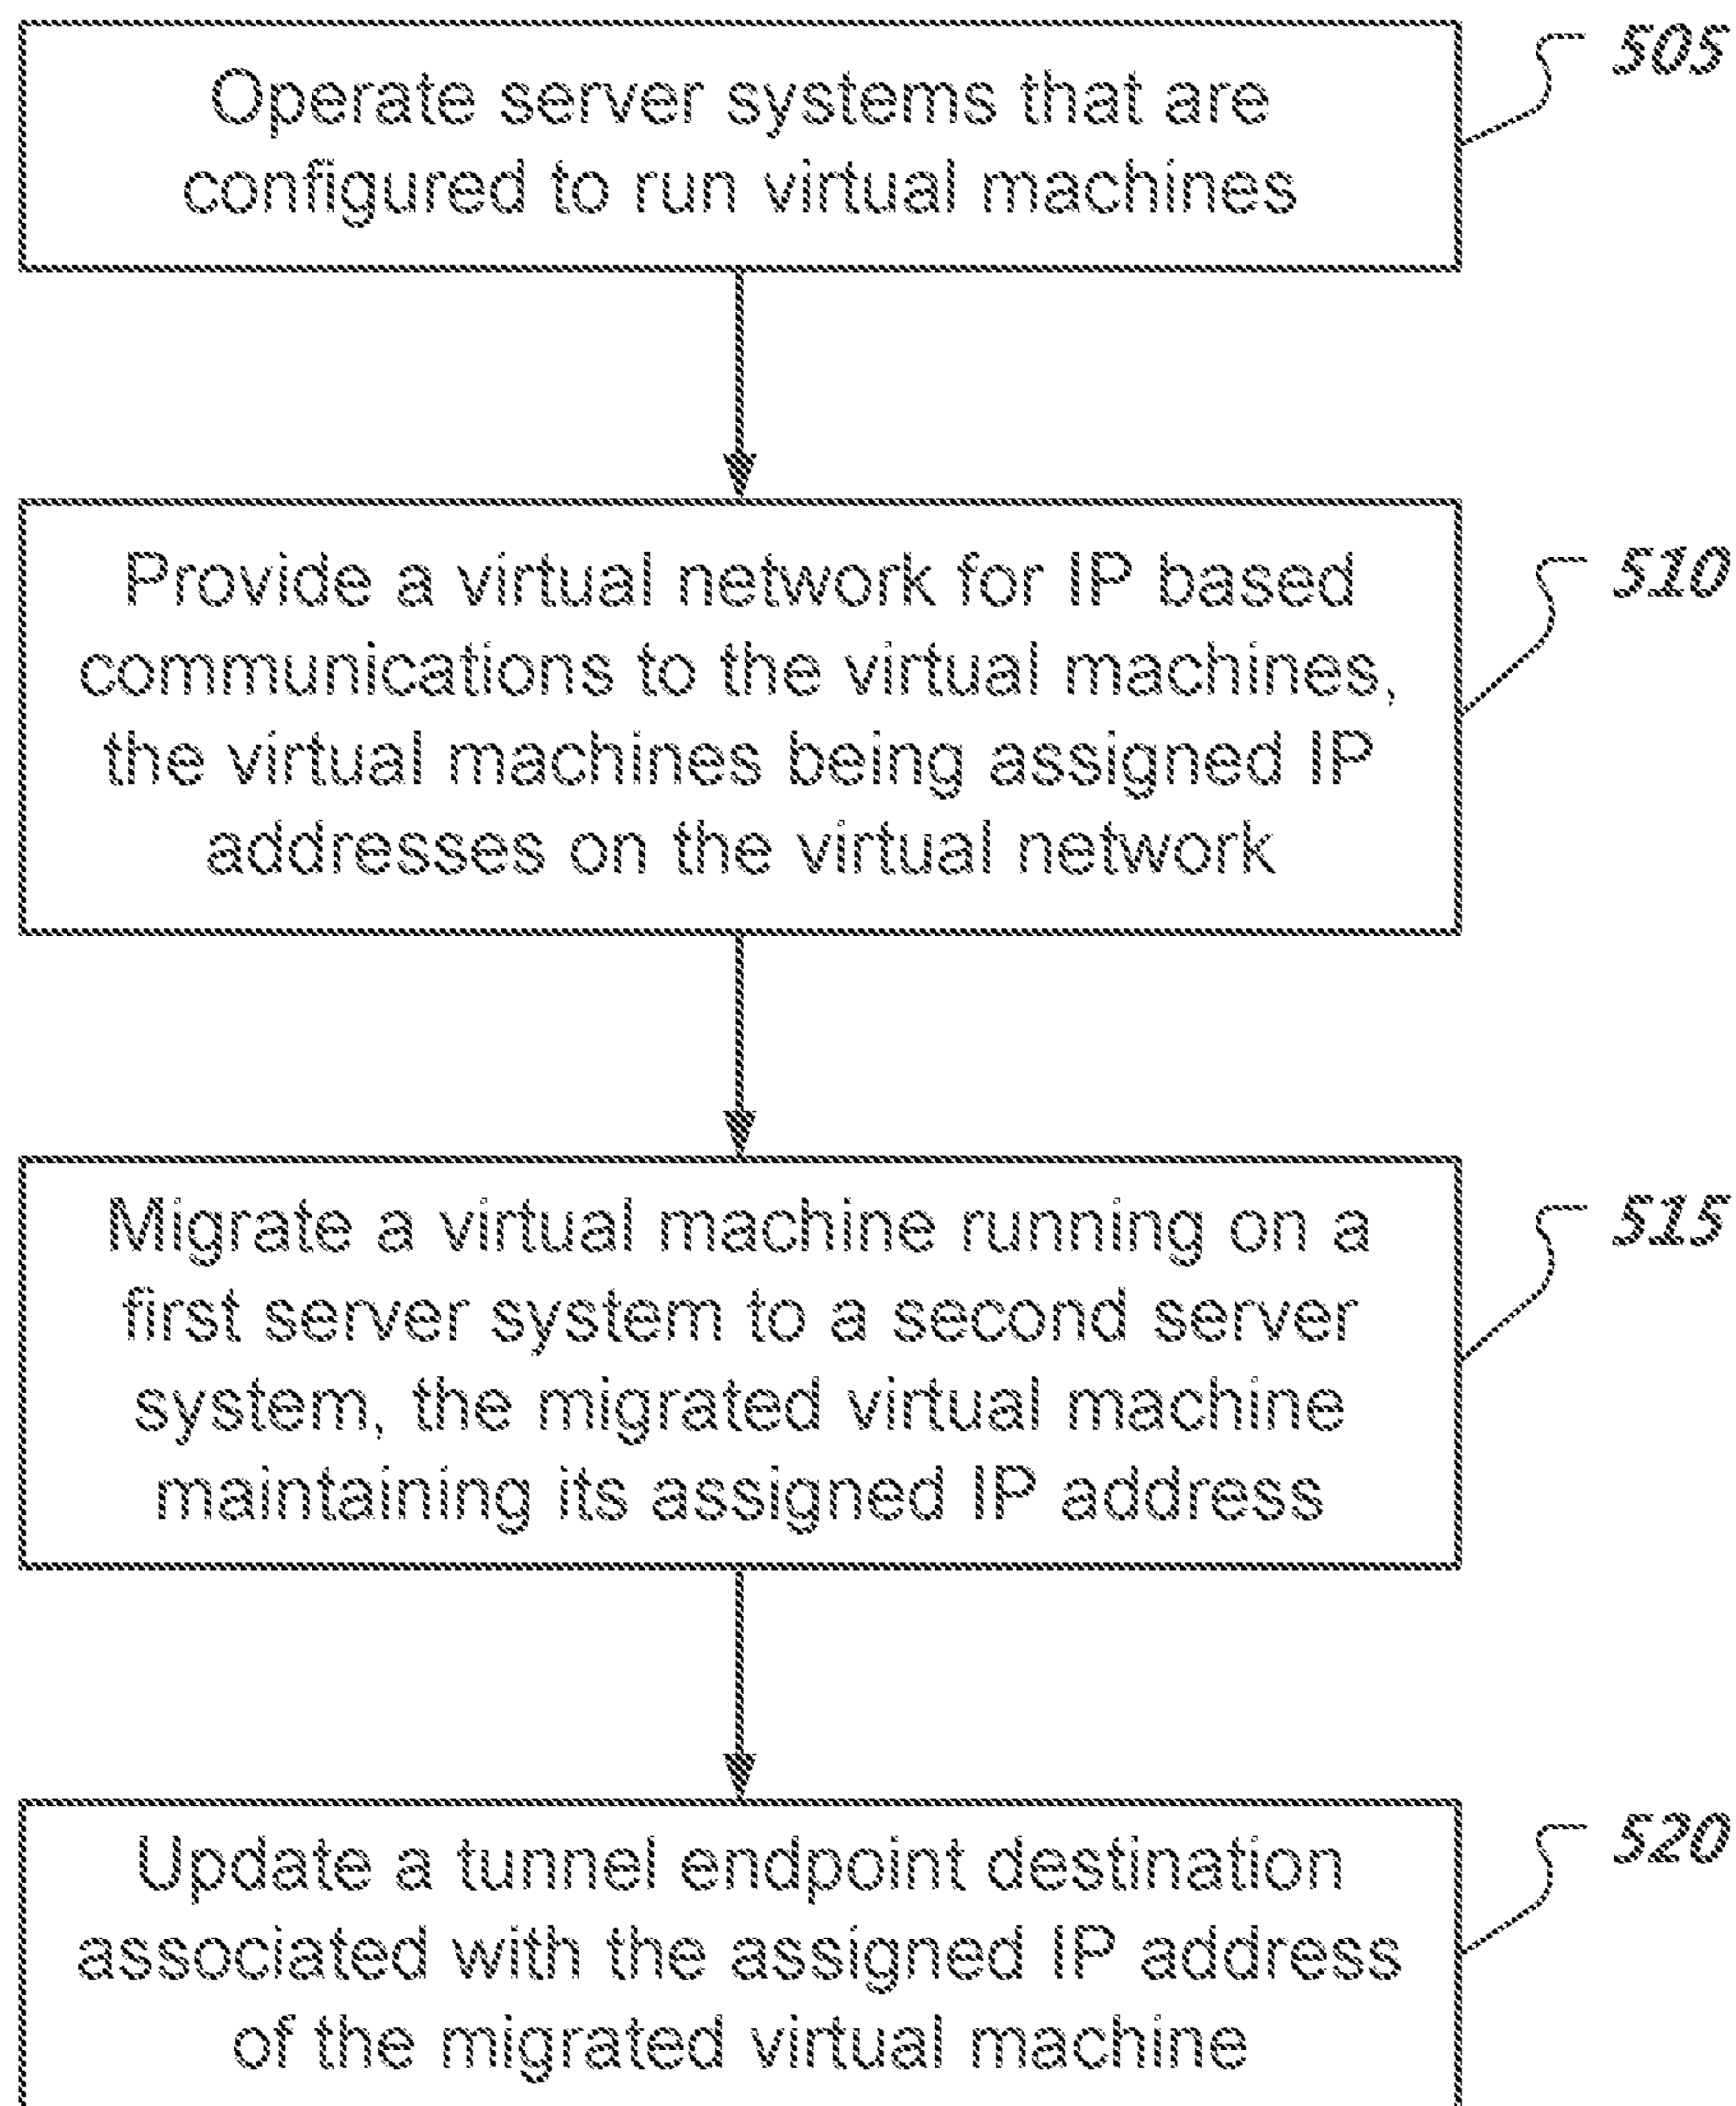 505
Operate server systems that are
configured to run virtual machines
510
Provide a virtual network for IP based
communications to the virtual machines,
the virtual machines being assigned IP
addresses on the virtual network
515
Migrate a virtual machine running on a
first server system to a second server
system, the migrated virtual machine
maintaining its assigned IP address
520
Update a tunnel endpoint destination
associated with the assigned IP address
of the migrated virtual machine